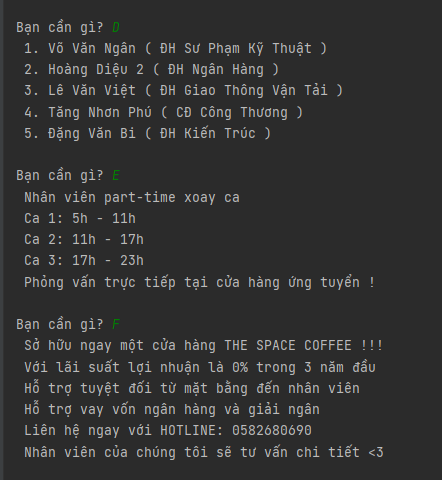 Bạn cần gì? D
1. Võ Văn Ngân ( ĐH Sư Phạm Kỹ Thuật )
2. Hoàng Diệu 2 ( ĐH Ngân Hàng )
3. Lê Văn Việt ( ĐH Giao Thông Vận Tải )
4. Tăng Nhơn Phú ( CĐ Công Thương )
5. Đặng Văn Bi ( ĐH Kiến Trúc )
Bạn cần gì? E
Nhân viên part-time xoay ca
Ca 1: 5h - 11h
Ca 2: 11h - 17h
Ca 3: 17h - 23h
Phỏng vấn trực tiếp tại cửa hàng ứng tuyển !
Bạn cần gì? F
Sở hữu ngay một cửa hàng THE SPACE COFFEE !!!
Với lãi suất lợi nhuận là 0% trong 3 năm đầu
Hỗ trợ tuyệt đối từ mặt bằng đến nhân viên
Hỗ trợ vay vốn ngân hàng và giải ngân
Liên hệ ngay với HOTLINE: 0582680690
Nhân viên của chúng tôi sẽ tư vấn chi tiết <3